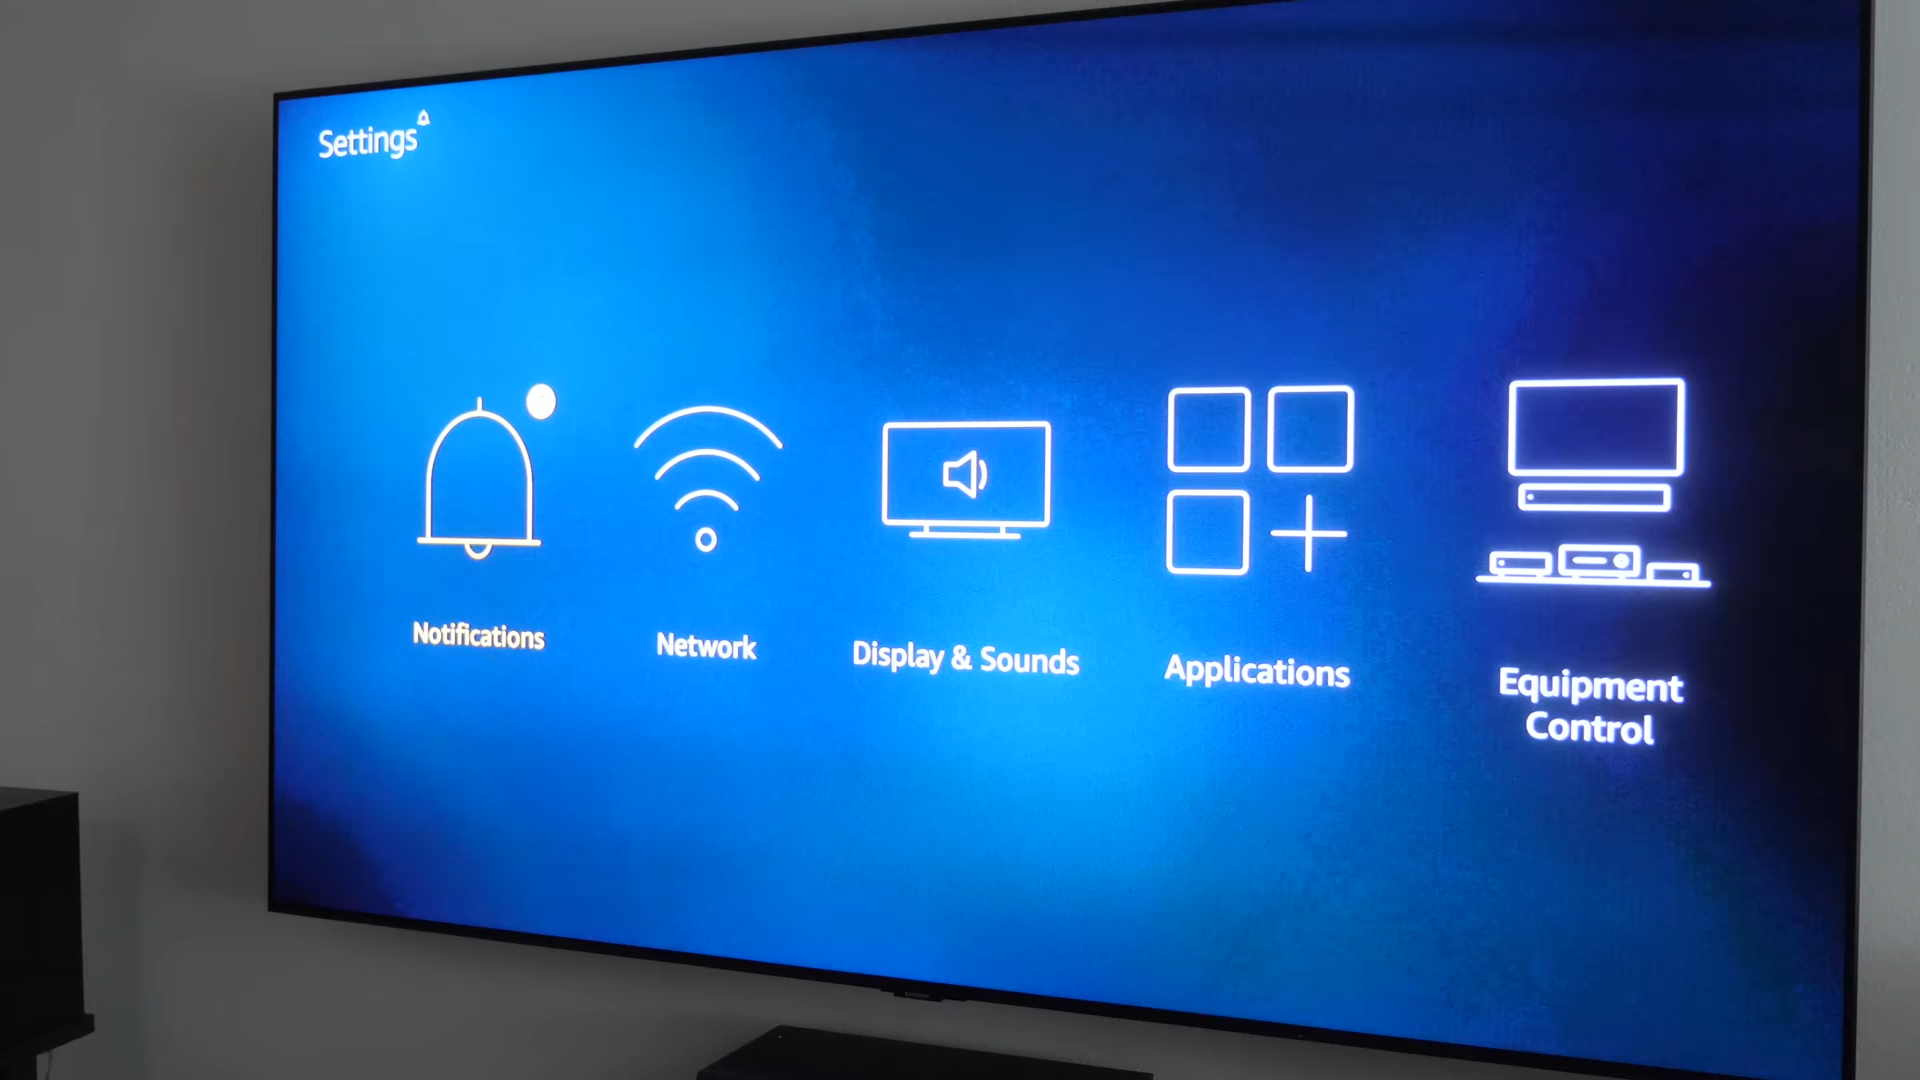 Settings
Notifications
Network
Display & Sounds
Applications
Equipment
Control